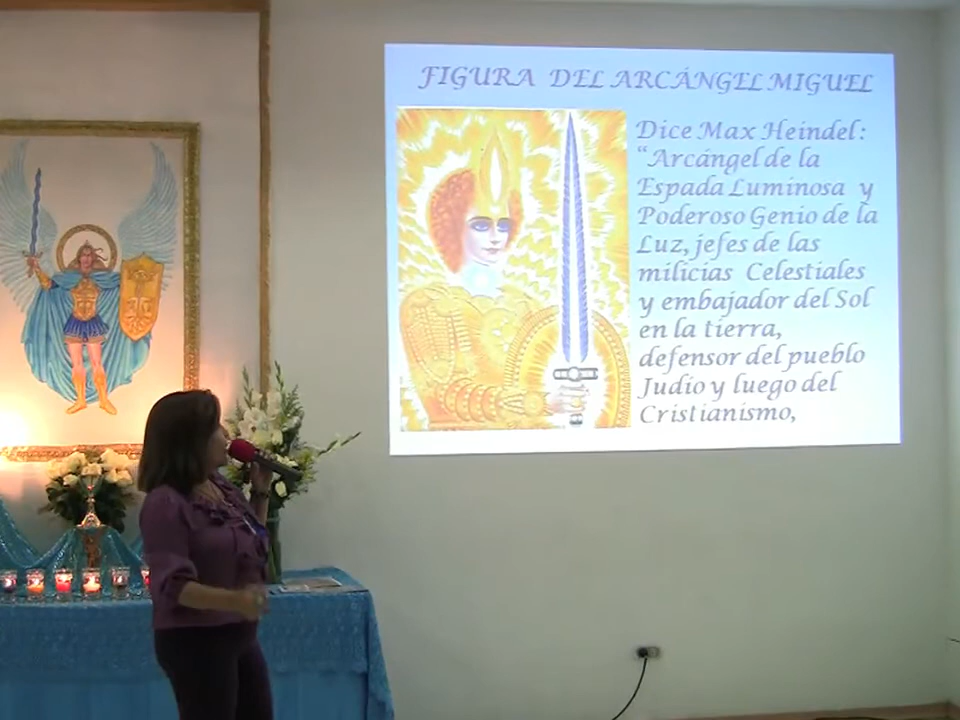 FIGURA DEL ARCÁNGEL MIGUEL
Dice Max Heindel:
“Arcángel de la
Espada Luminosa y
Poderoso Genio de la
Luz, jefes de las
milicias Celestiales
y embajador del Sol
en la tierra,
defensor del pueblo
Judio y luego del
Cristianismo,